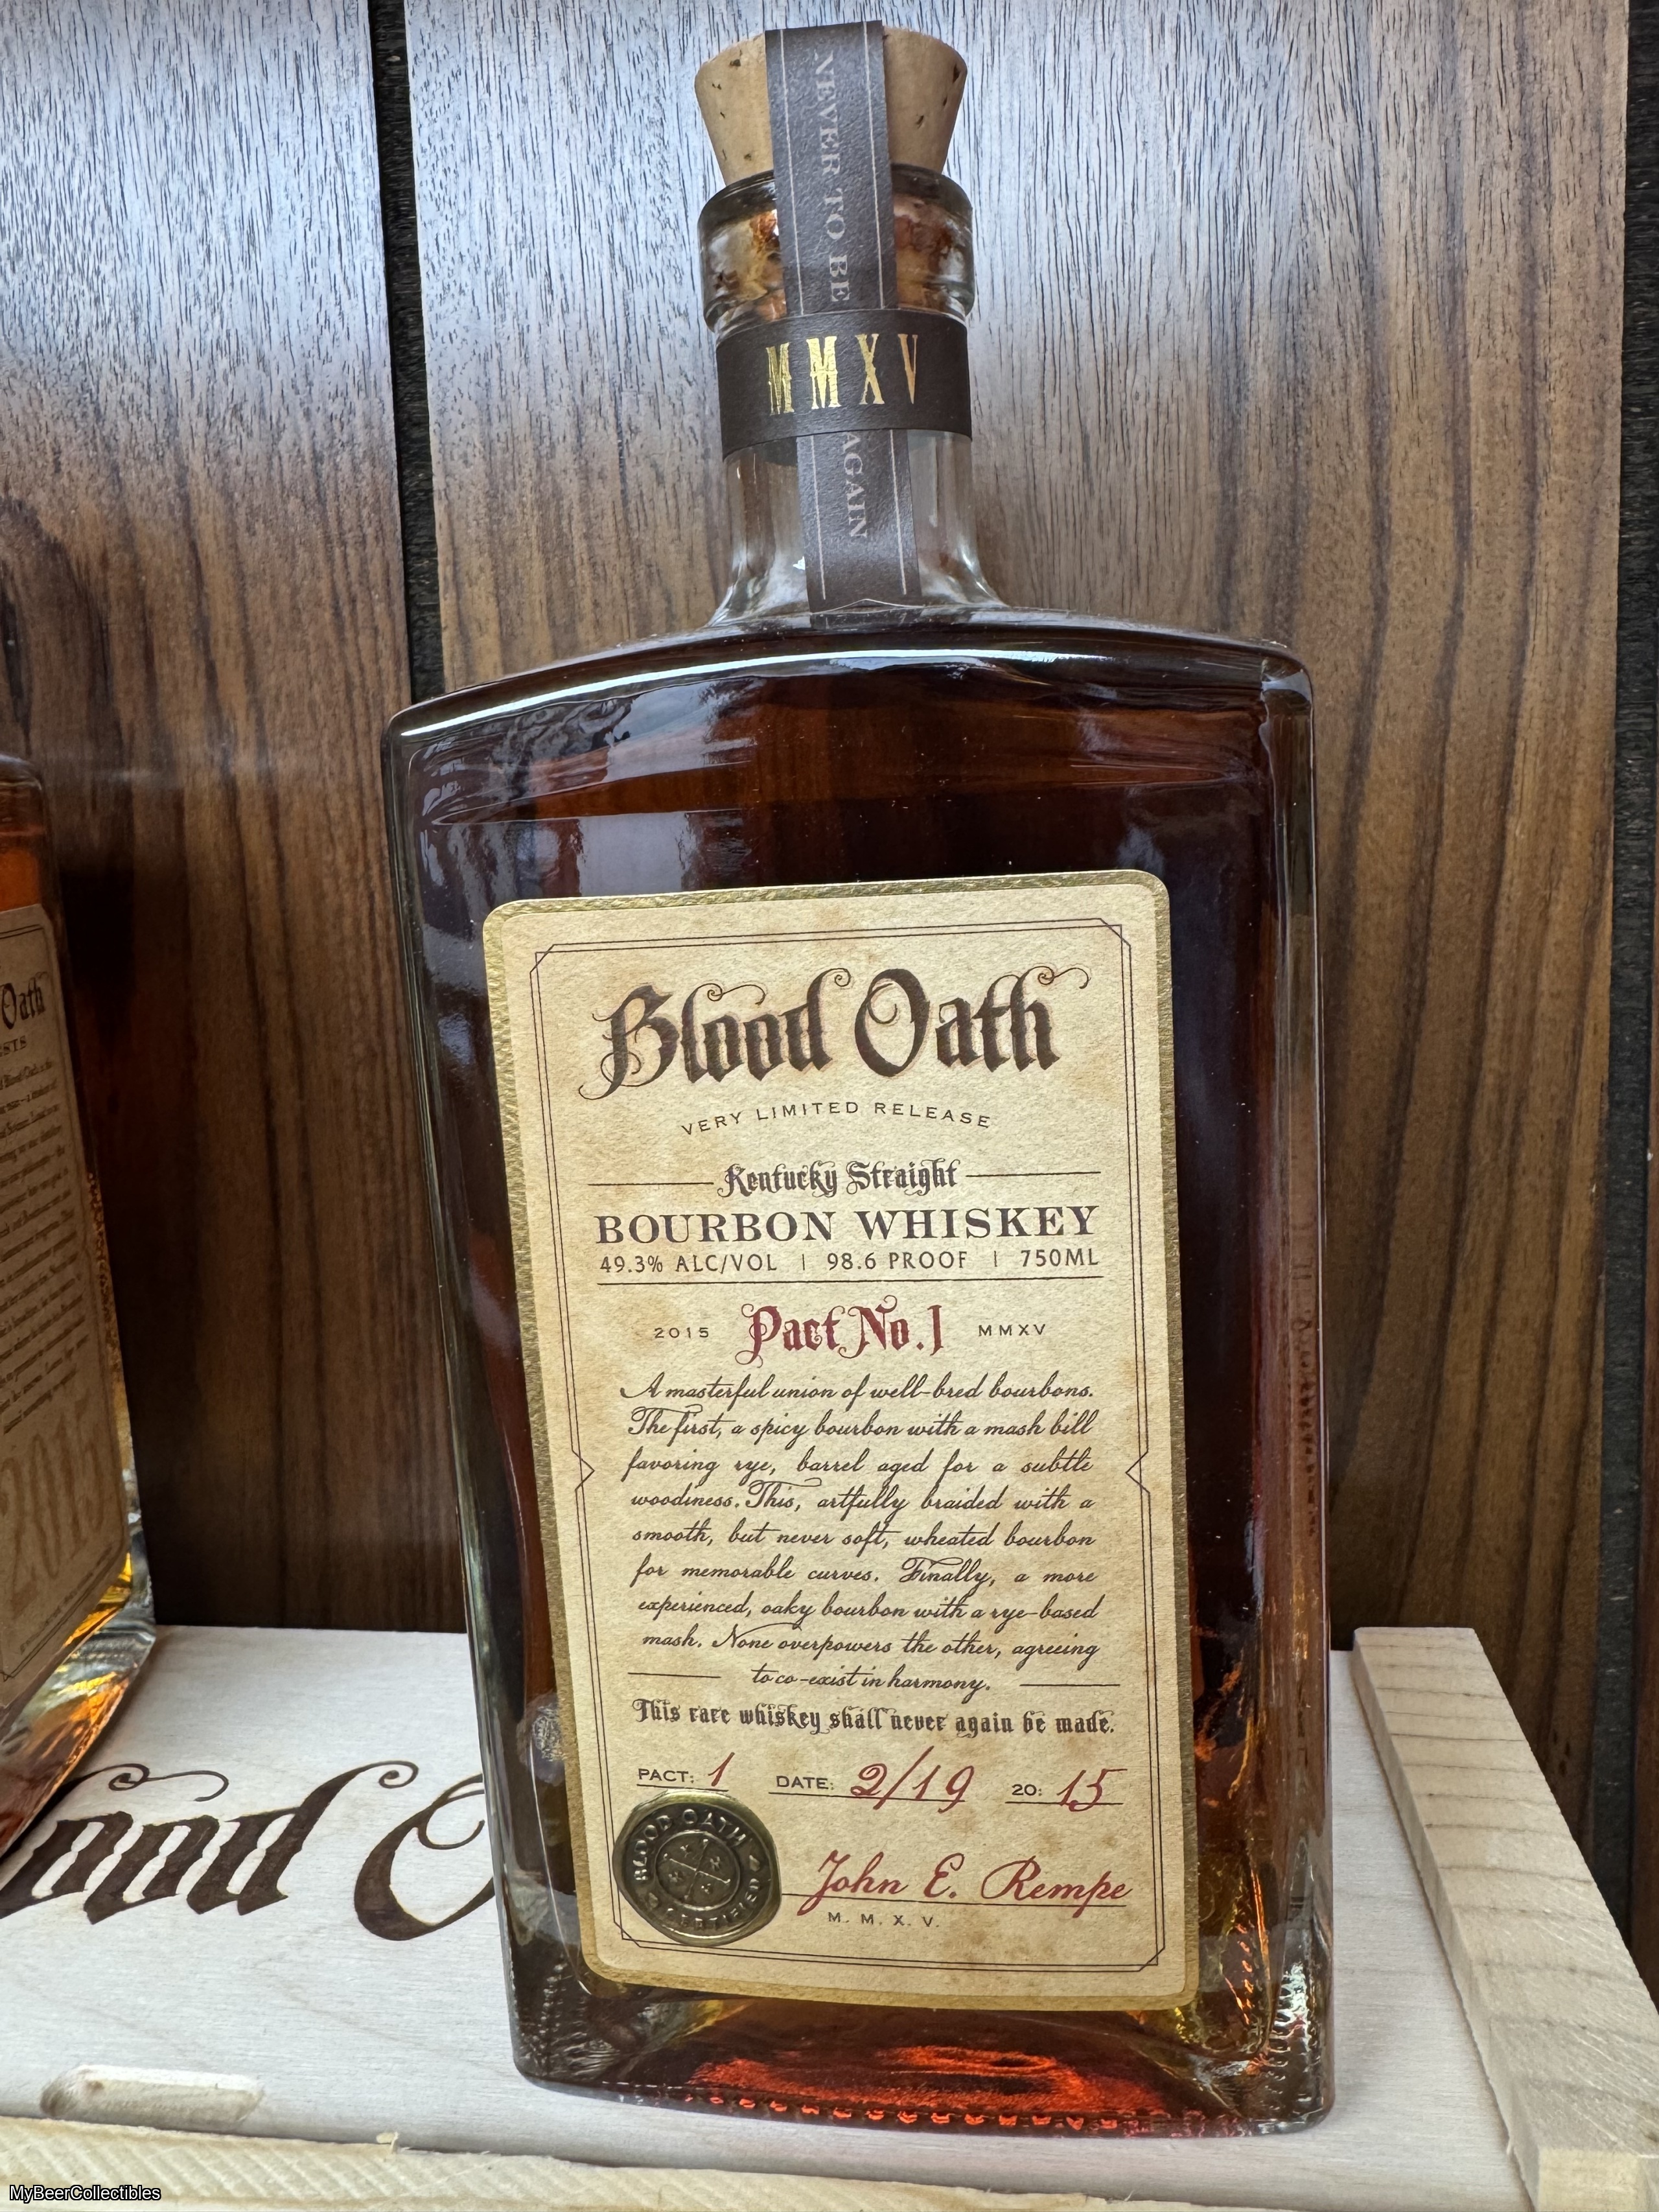 NEVER TO BE
MMXV
AGAIN
Blood Oath
VERY LIMITED RELEASE
Kentucky Straight
BOURBON WHISKEY
49.3% ALC/VOL | 98.6 PROOF | 750ML
2015 Pact No.1 MMXV
A masterful union of well-bred bourbons.
The first, a spicy bourbon with a mash bill
favoring rye, barrel aged for a subtle
woodiness. This, artfully braided with a
smooth, but never soft, wheated bourbon
for memorable curves. Finally, a more
experienced, oaky bourbon with a rye-based
mash. None overpowers the other, agreeing
to co-exist in harmony.
This rare whiskey shall never again be made.
PACT: 1 DATE: 2/19 20: 15
BLOOD OATH
CERTIFIED
John E. Rempe
M. M. X. V.
Oath
MyBeerCollectibles